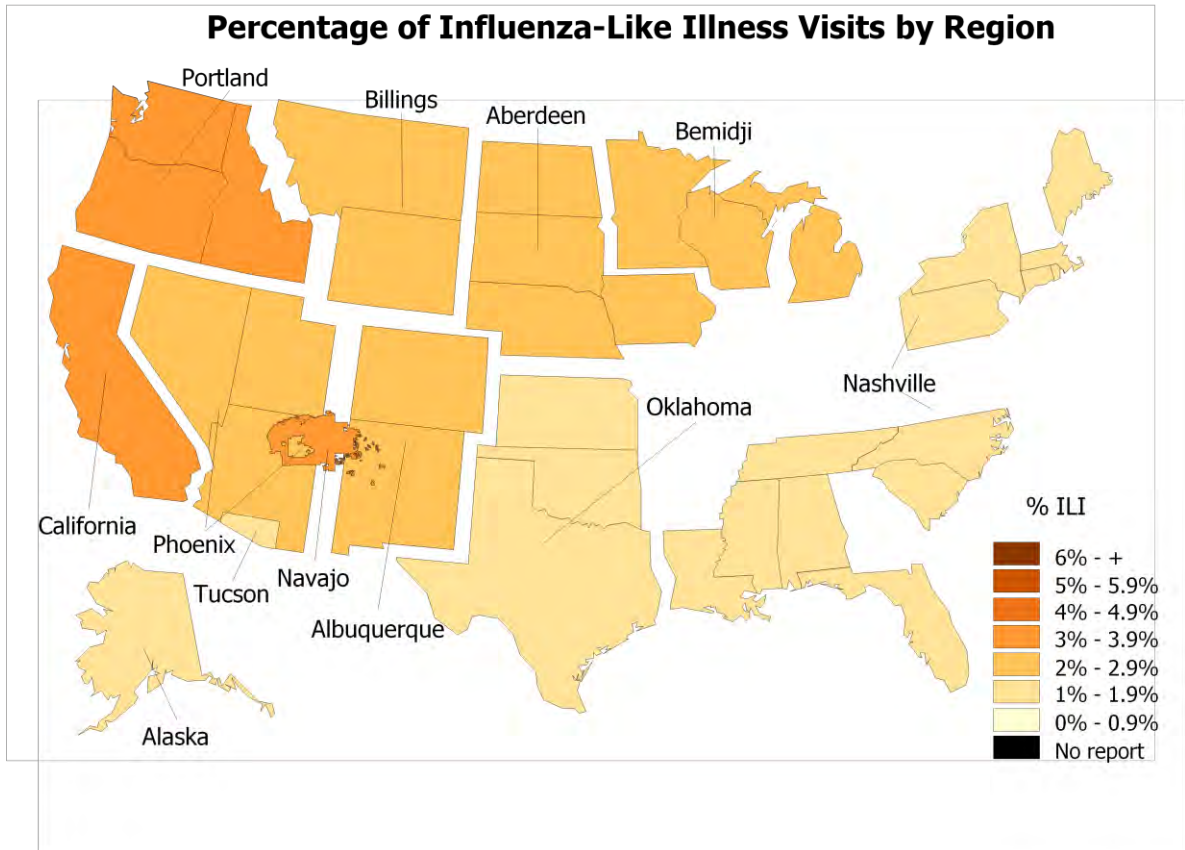 Percentage of Influenza-Like Illness Visits by Region
Portland
Billings
Aberdeen
Bemidji
Nashville
Oklahoma
California
Phoenix
Tucson
Navajo
Albuquerque
Alaska
% ILI
6% - +
5% - 5.9%
4% - 4.9%
3% - 3.9%
2% - 2.9%
1% - 1.9%
0% - 0.9%
No report